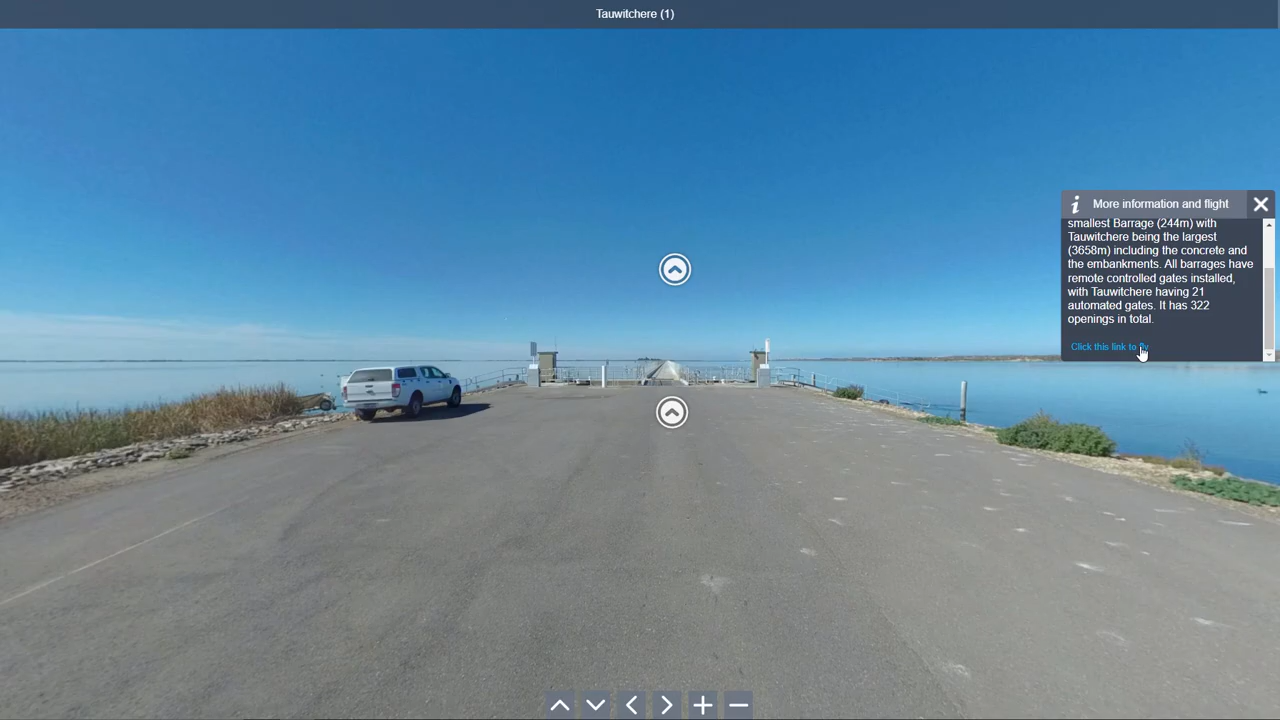 Tauwitchere (1)
More information and flight
smallest Barrage (244m) with
Tauwitchere being the largest
(3658m) including the concrete and
the embankments. All barrages have
remote controlled gates installed,
with Tauwitchere having 21
automated gates. It has 322
openings in total.
Click this link to fly